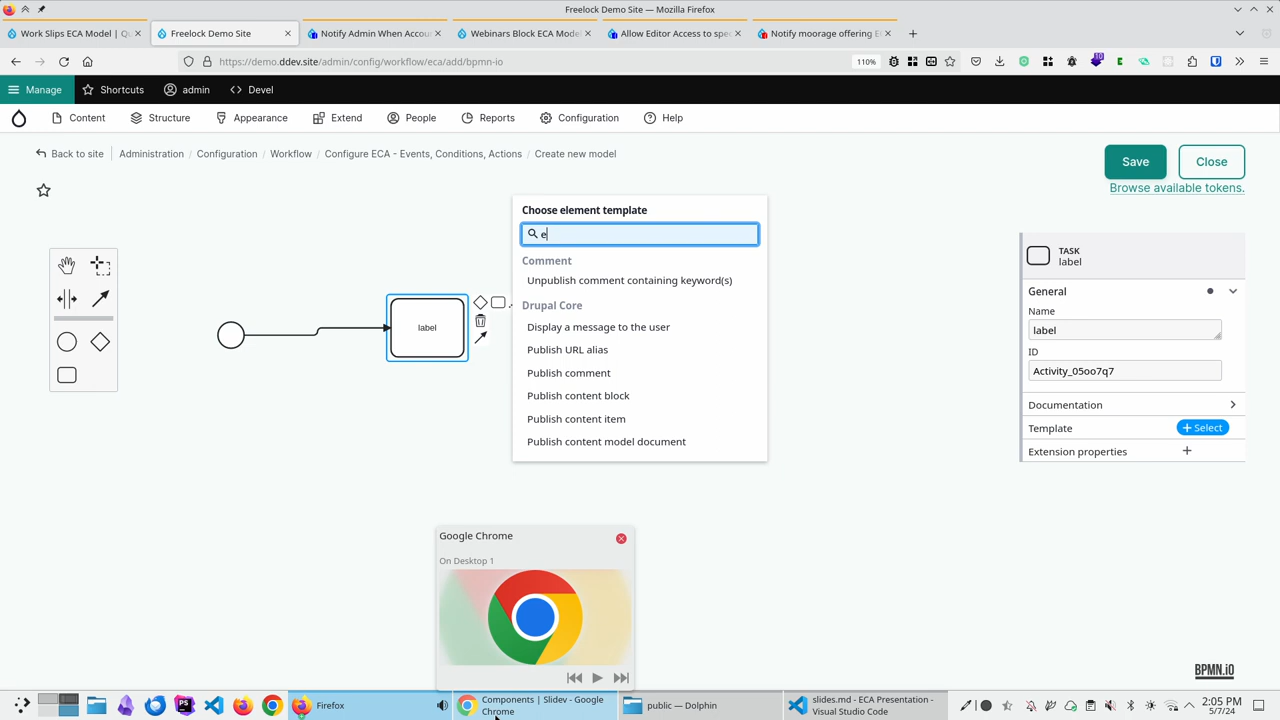 Freelock Demo Site — Mozilla Firefox
Work Slips ECA Model | Qu
Freelock Demo Site
Notify Admin When Accou
Webinars Block ECA Model
Allow Editor Access to spe
Notify moorage offering E
https://demo.ddev.site/admin/config/workflow/eca/add/bpmn-io
110%
10
Manage
Shortcuts
admin
Devel
Content
Structure
Appearance
Extend
People
Reports
Configuration
Help
Back to site
Administration / Configuration / Workflow / Configure ECA - Events, Conditions, Actions / Create new model
Save
Close
Browse available tokens.
label
Choose element template
e
Comment
Unpublish comment containing keyword(s)
Drupal Core
Display a message to the user
Publish URL alias
Publish comment
Publish content block
Publish content item
Publish content model document
TASK
label
General
Name
label
ID
Activity_05oo7q7
Documentation
Template
Select
Extension properties
Google Chrome
On Desktop 1
BPMN.iO
PS
Firefox
Components | Slidev - Google
Chrome
public — Dolphin
slides.md - ECA Presentation -
Visual Studio Code
2:05 PM
5/7/24